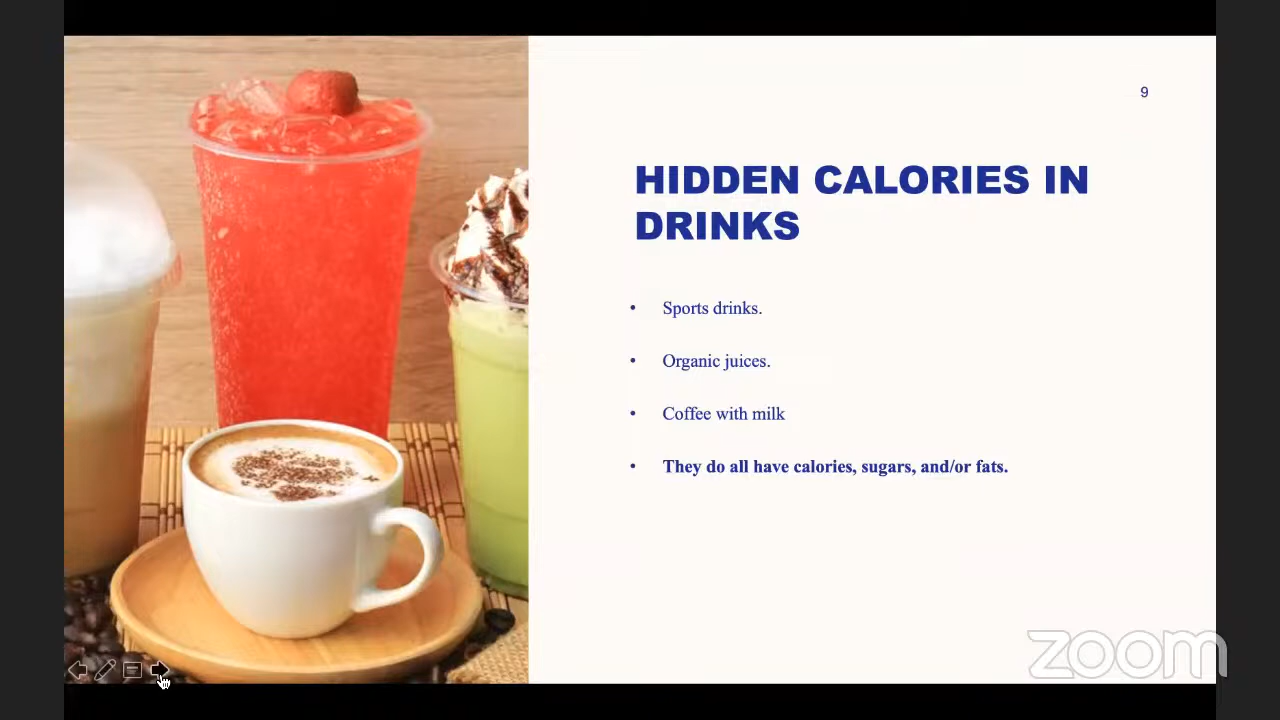 9
HIDDEN CALORIES IN
DRINKS
• Sports drinks.
• Organic juices.
• Coffee with milk
• They do all have calories, sugars, and/or fats.
zoom